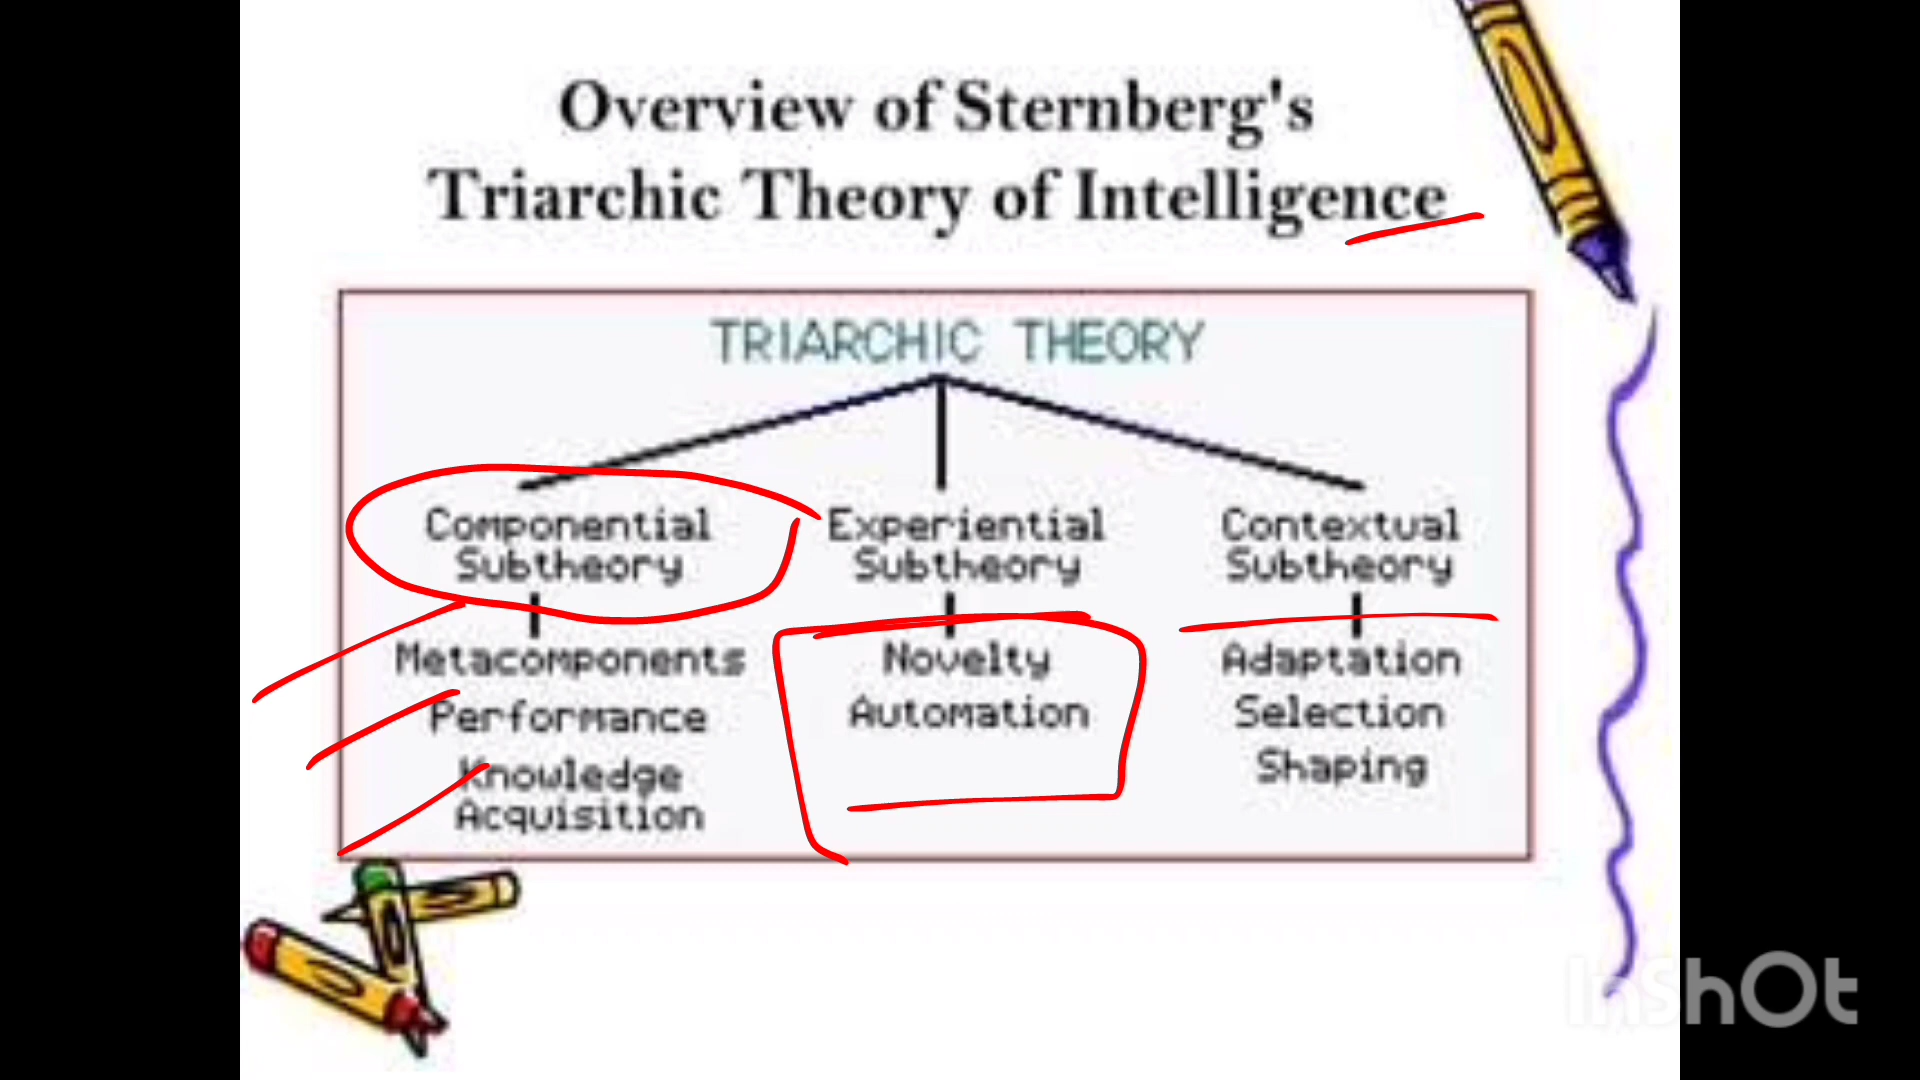 Overview of Sternberg's
Triarchic Theory of Intelligence
TRIARCHIC THEORY
Componential
Subtheory
Metacomponents
Performance
Knowledge
Acquisition
Experiential
Subtheory
Novelty
Automation
Contextual
Subtheory
Adaptation
Selection
Shaping
InShOt